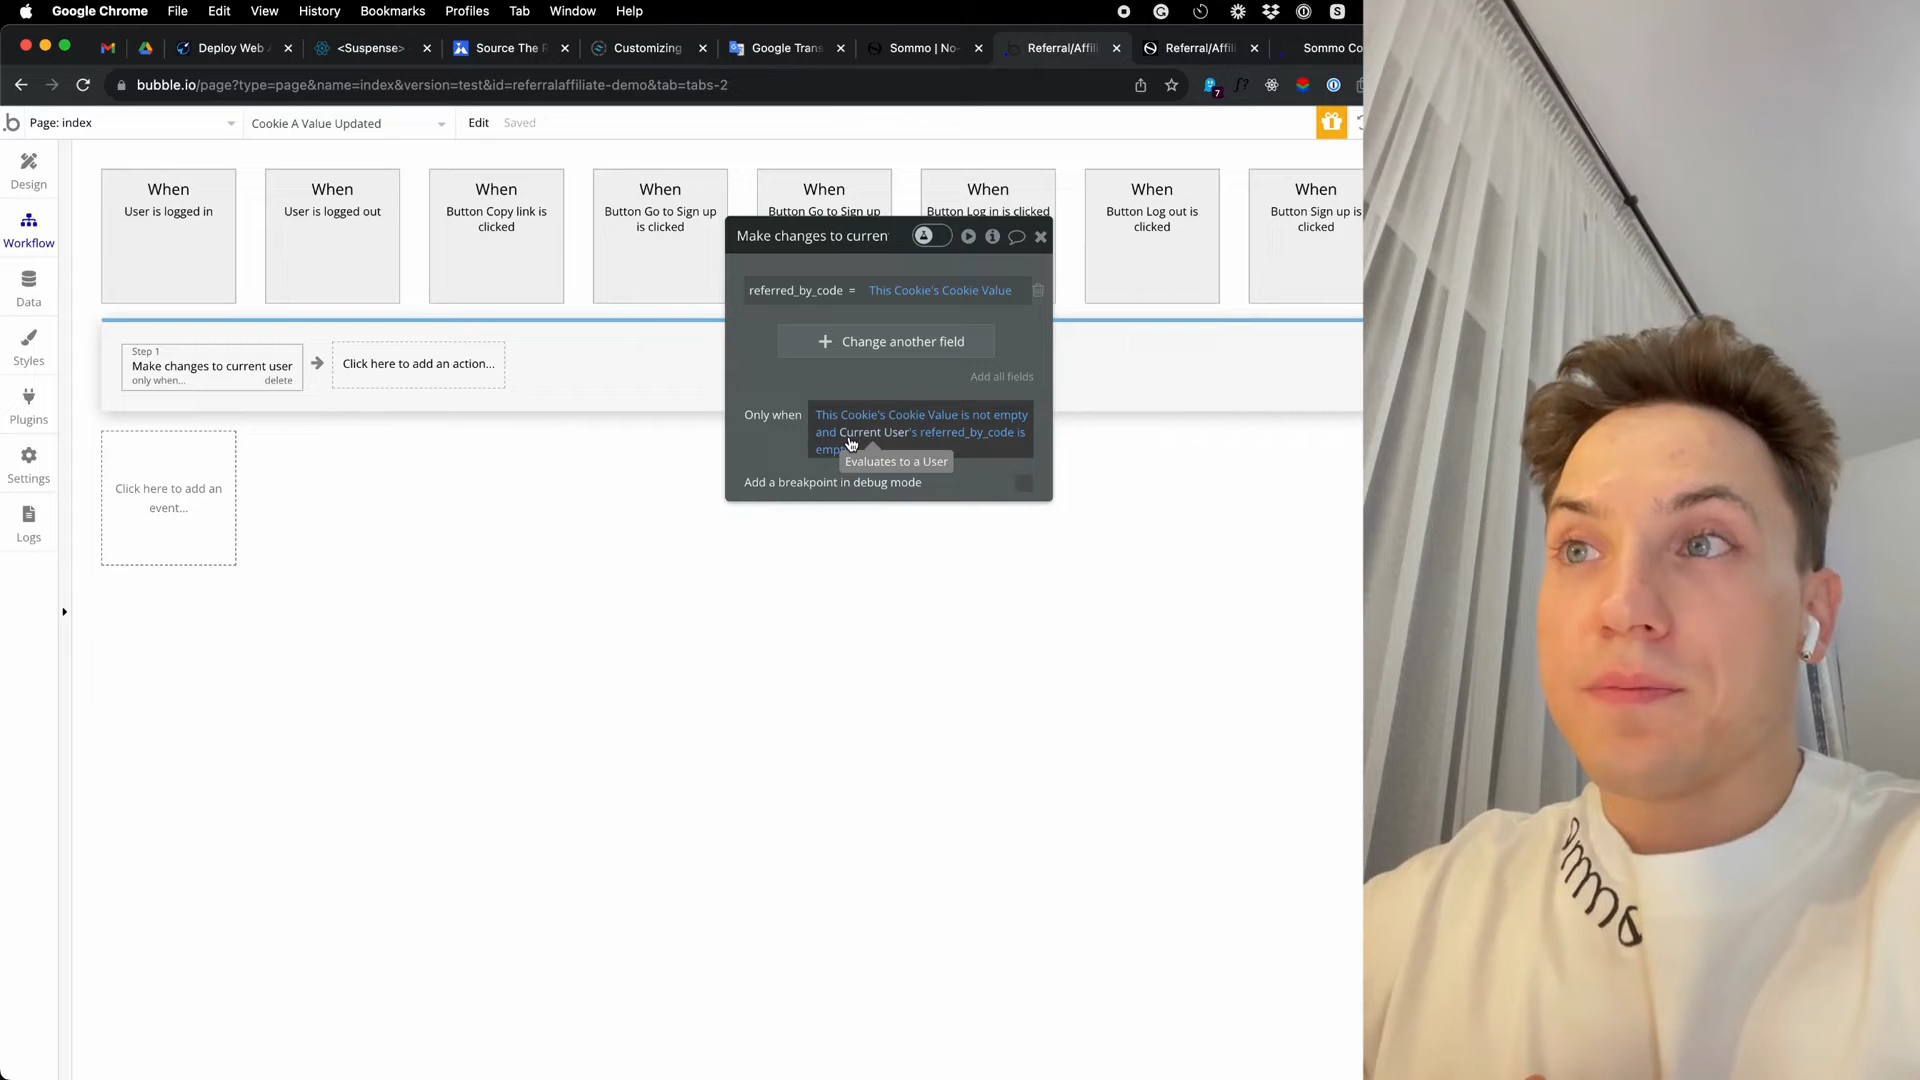 Google Chrome File Edit View History Bookmarks Profiles Tab Window Help
Deploy Web A <Suspense> Source The R Customizing Google Trans Sommo | No- Referral/Affili Referral/Affili Sommo Co
bubble.io/page?type=page&name=index&version=test&id=referralaffiliate-demo&tab=tabs-2
7
Page: index Cookie A Value Updated Edit Saved
Design
Workflow
Data
Styles
Plugins
Settings
Logs
When
User is logged in
When
User is logged out
When
Button Copy link is
clicked
When
Button Go to Sign up
is clicked
When
Button Go to Sign up
When
Button Log in is clicked
When
Button Log out is
clicked
When
Button Sign up is
clicked
Step 1
Make changes to current user
only when... delete
Click here to add an action...
Click here to add an
event...
Make changes to curren
referred_by_code = This Cookie's Cookie Value
+ Change another field
Add all fields
Only when This Cookie's Cookie Value is not empty
and Current User's referred_by_code is
Evaluates to a User
Add a breakpoint in debug mode